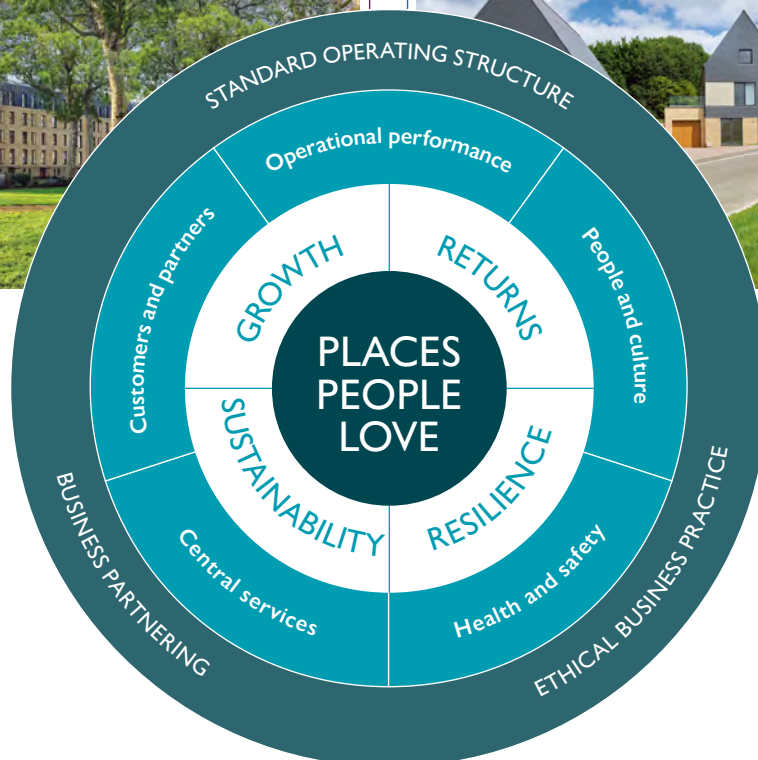 STANDARD OPERATING STRUCTURE
Operational performance
Customers and partners
People and culture
GROWTH
RETURNS
PLACES
PEOPLE
LOVE
SUSTAINABILITY
RESILIENCE
Central services
Health and safety
BUSINESS PARTNERING
ETHICAL BUSINESS PRACTICE